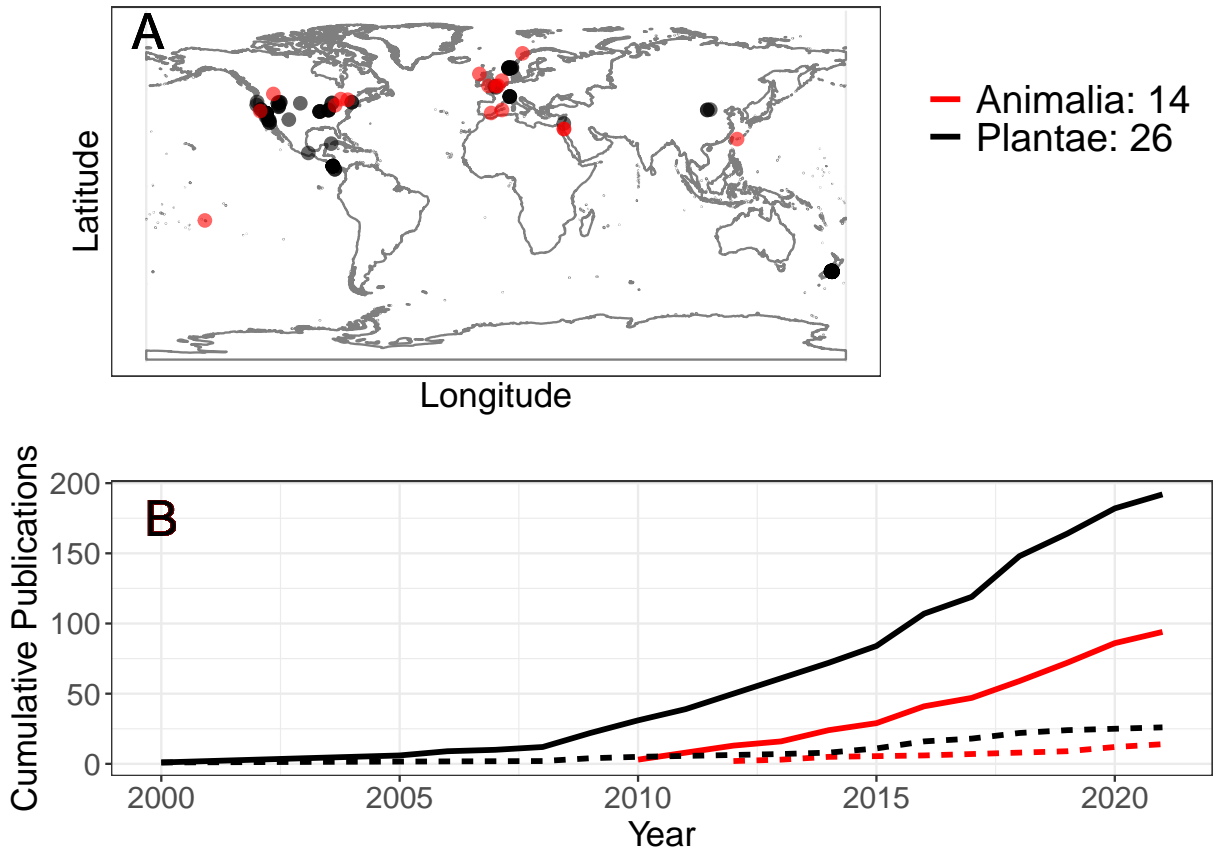 A
Latitude
Longitude
Animalia: 14
Plantae: 26
B
Cumulative Publications
200
150
100
50
0
2000 2005 2010 2015 2020
Year